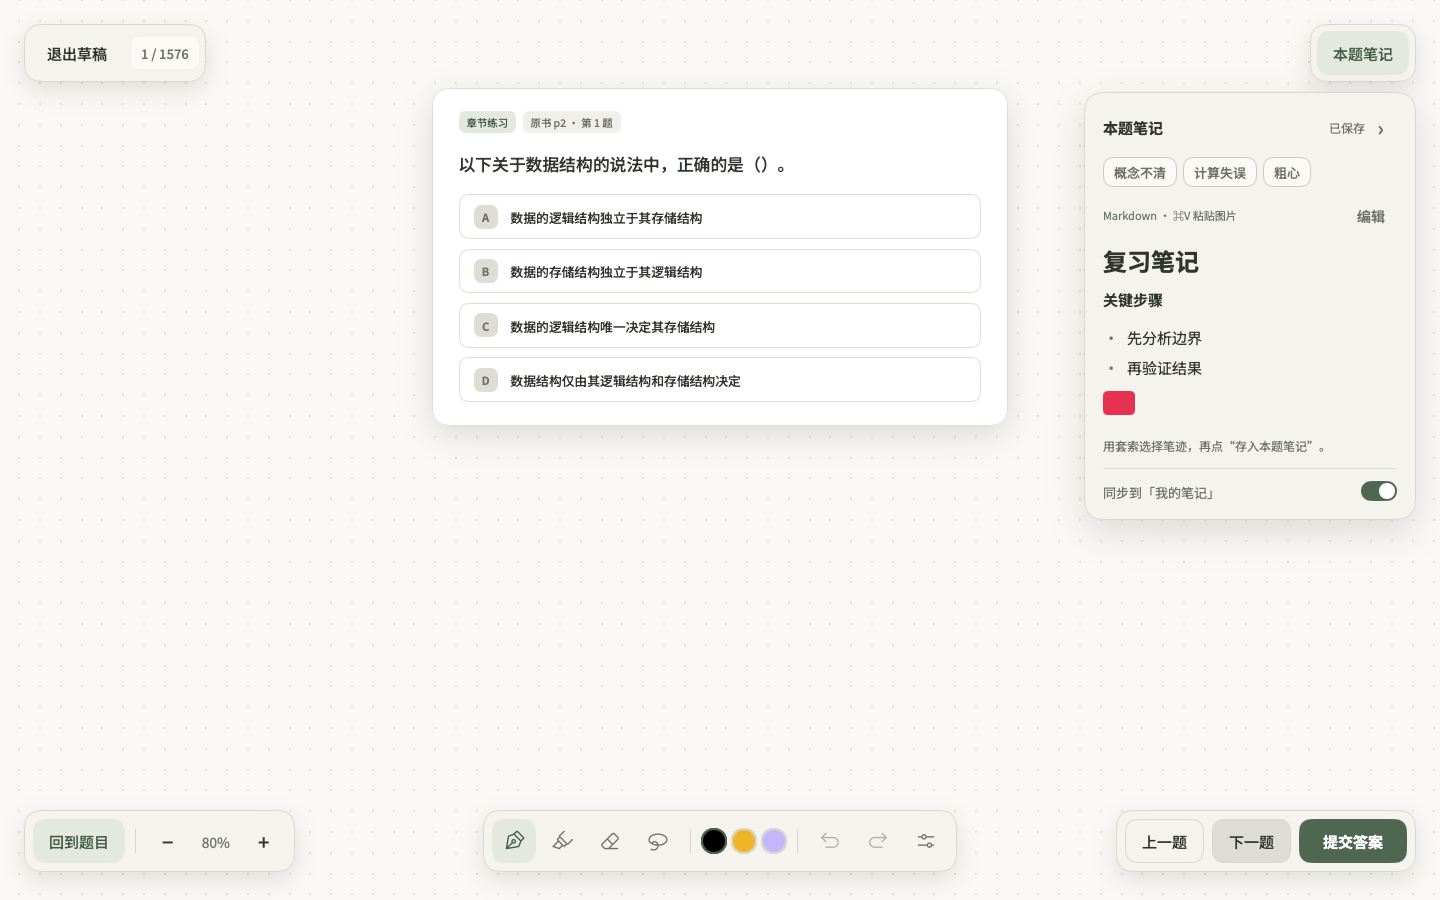 退出草稿 1 / 1576
本题笔记
章节练习 原书 p2 · 第 1 题
以下关于数据结构的说法中，正确的是（）。
A 数据的逻辑结构独立于其存储结构
B 数据的存储结构独立于其逻辑结构
C 数据的逻辑结构唯一决定其存储结构
D 数据结构仅由其逻辑结构和存储结构决定
本题笔记 已保存 ›
概念不清 计算失误 粗心
Markdown · ⌘V 粘贴图片 编辑
复习笔记
关键步骤
• 先分析边界
• 再验证结果
用套索选择笔迹，再点“存入本题笔记”。
同步到「我的笔记」
回到题目 − 80% +
上一题 下一题 提交答案